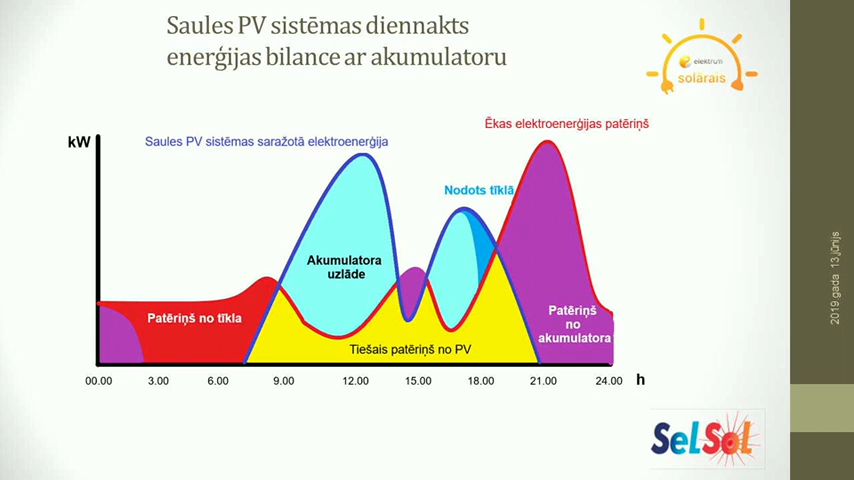 Saules PV sistēmas diennakts
enerģijas bilance ar akumulatoru
elektrum
solārais
Ēkas elektroenerģijas patēriņš
kW
Saules PV sistēmas saražotā elektroenerģija
Nodots tīklā
Akumulatora
uzlāde
Patēriņš no tīkla
Patēriņš
no
akumulatora
Tiešais patēriņš no PV
00.00 3.00 6.00 9.00 12.00 15.00 18.00 21.00 24.00 h
2019 gada 13.jūnijs
SelSol